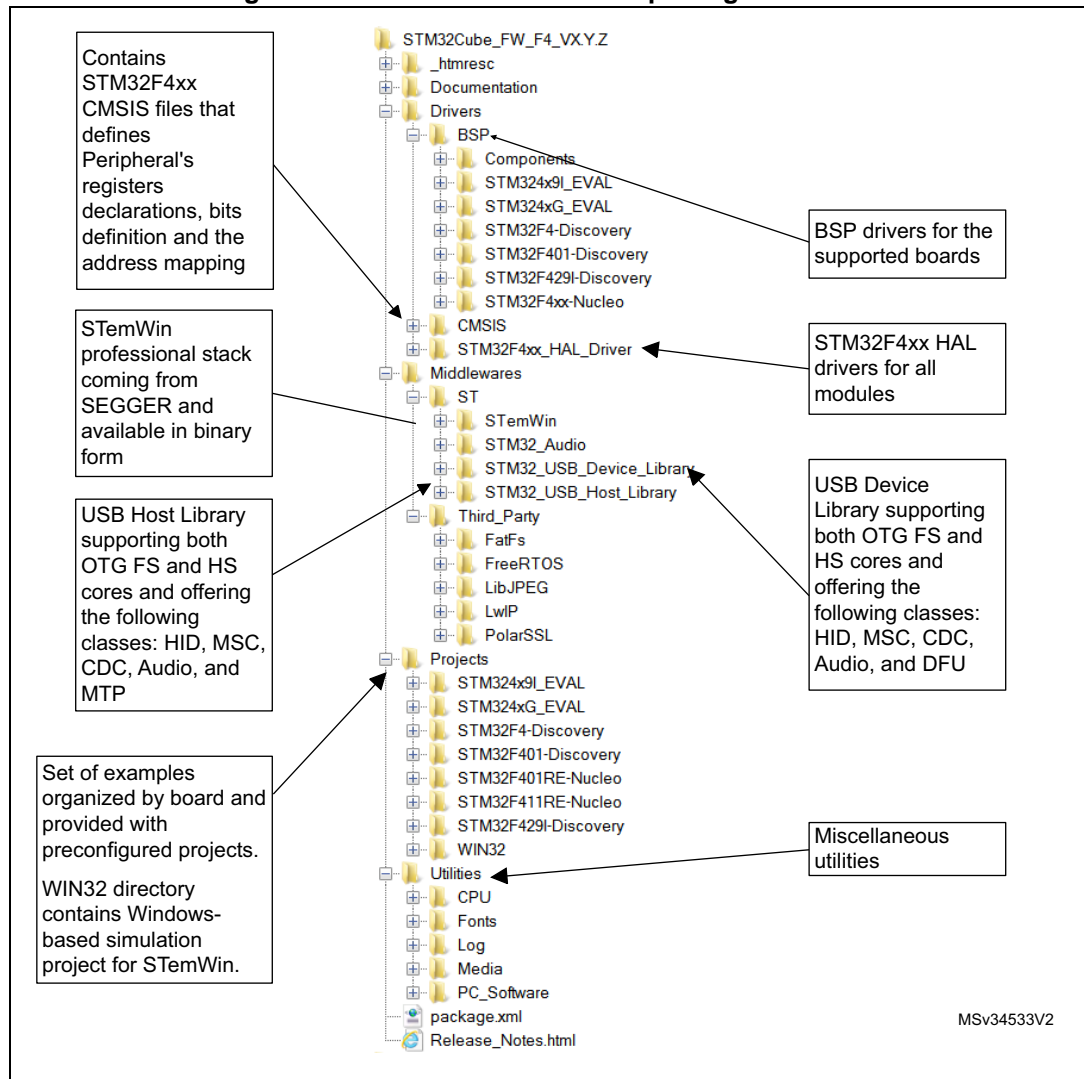 Contains
STM32F4xx
CMSIS files that
defines
Peripheral's
registers
declarations, bits
definition and the
address mapping
STemWin
professional stack
coming from
SEGGER and
available in binary
form
USB Host Library
supporting both
OTG FS and HS
cores and offering
the following
classes: HID, MSC,
CDC, Audio, and
MTP
Set of examples
organized by board and
provided with
preconfigured projects.
WIN32 directory
contains Windows-
based simulation
project for STemWin.
STM32Cube_FW_F4_VX.Y.Z
_htmresc
Documentation
Drivers
BSP
Components
STM324x9I_EVAL
STM324xG_EVAL
STM32F4-Discovery
STM32F401-Discovery
STM32F429I-Discovery
STM32F4xx-Nucleo
CMSIS
STM32F4xx_HAL_Driver
Middlewares
ST
STemWin
STM32_Audio
STM32_USB_Device_Library
STM32_USB_Host_Library
Third_Party
FatFs
FreeRTOS
LibJPEG
LwIP
PolarSSL
Projects
STM324x9I_EVAL
STM324xG_EVAL
STM32F4-Discovery
STM32F401-Discovery
STM32F401RE-Nucleo
STM32F411RE-Nucleo
STM32F429I-Discovery
WIN32
Utilities
CPU
Fonts
Log
Media
PC_Software
package.xml
Release_Notes.html
BSP drivers for the
supported boards
STM32F4xx HAL
drivers for all
modules
USB Device
Library supporting
both OTG FS and
HS cores and
offering the
following classes:
HID, MSC, CDC,
Audio, and DFU
Miscellaneous
utilities
MSv34533V2